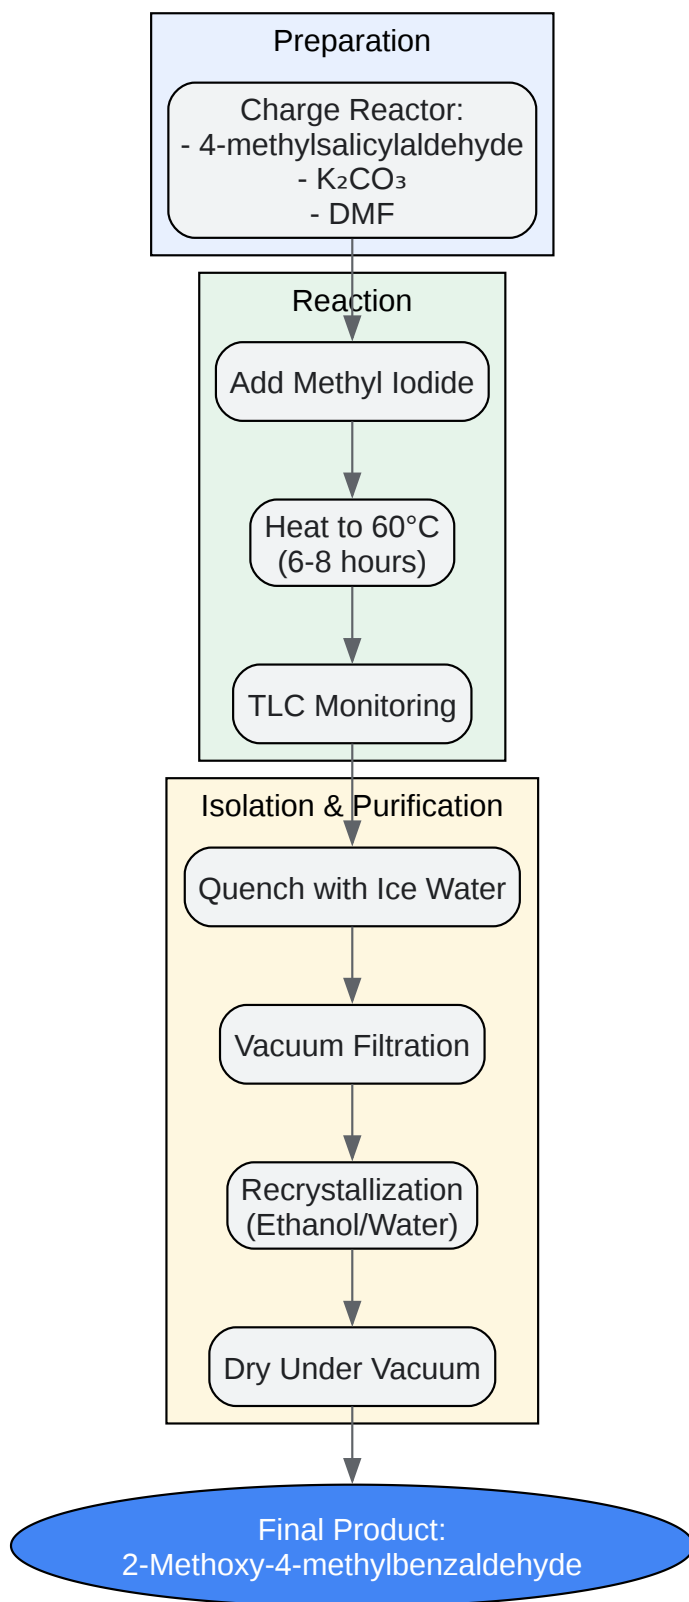 Preparation
Charge Reactor:
- 4-methylsalicylaldehyde
- K₂CO₃
- DMF
Reaction
Add Methyl Iodide
Heat to 60°C
(6-8 hours)
TLC Monitoring
Isolation & Purification
Quench with Ice Water
Vacuum Filtration
Recrystallization
(Ethanol/Water)
Dry Under Vacuum
Final Product:
2-Methoxy-4-methylbenzaldehyde